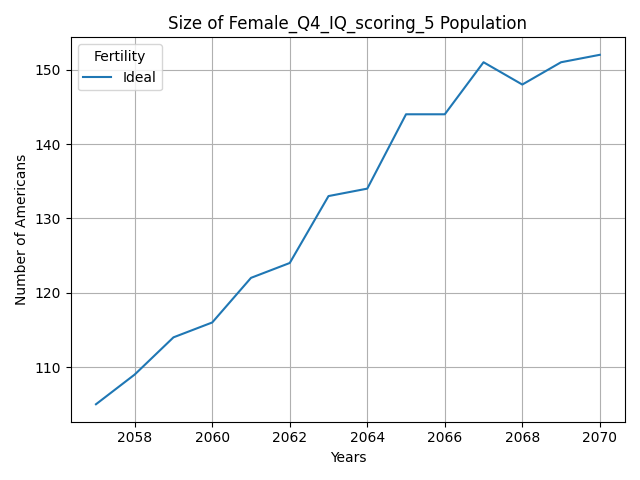 Size of Female_Q4_IQ_scoring_5 Population
Fertility
Ideal
Number of Americans
150
140
130
120
110
2058 2060 2062 2064 2066 2068 2070
Years